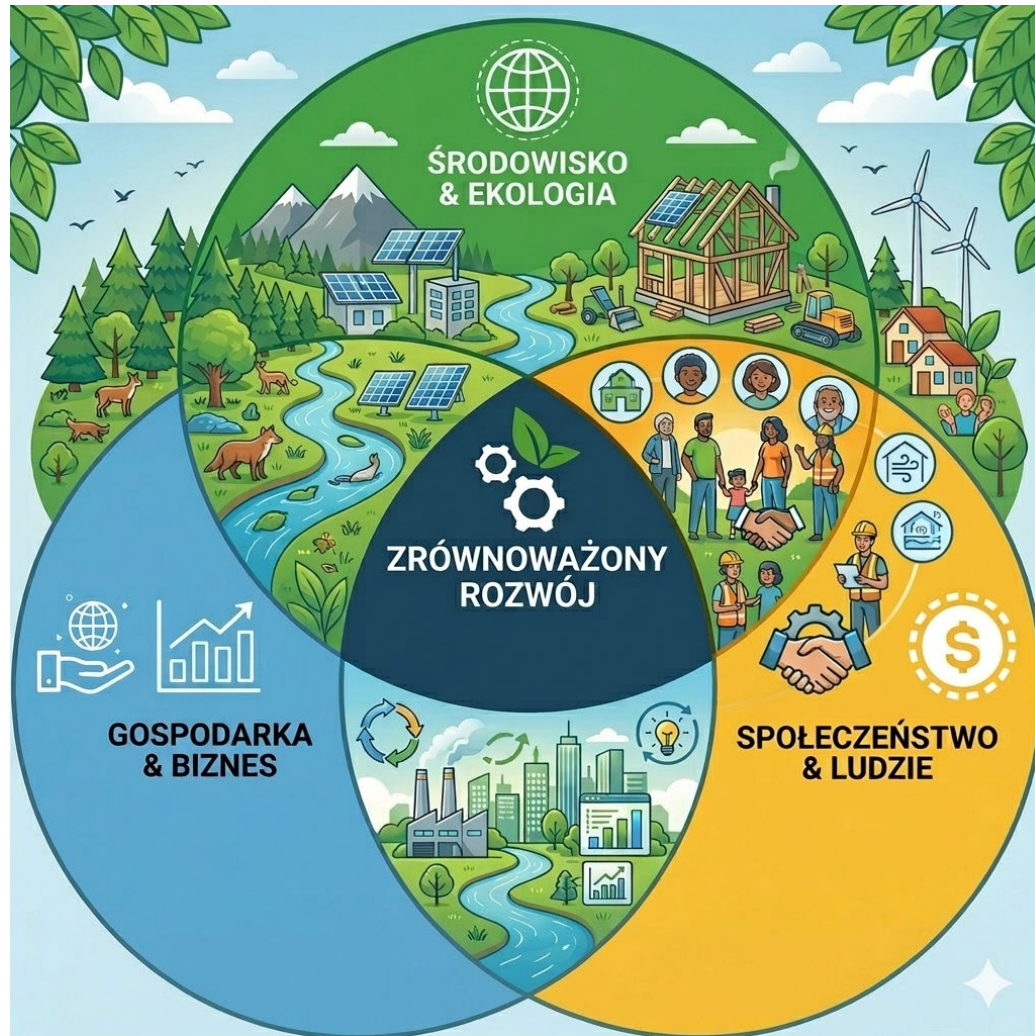 ŚRODOWISKO
& EKOLOGIA
ZRÓWNOWAŻONY
ROZWÓJ
GOSPODARKA
& BIZNES
$
SPOŁECZEŃSTWO
& LUDZIE